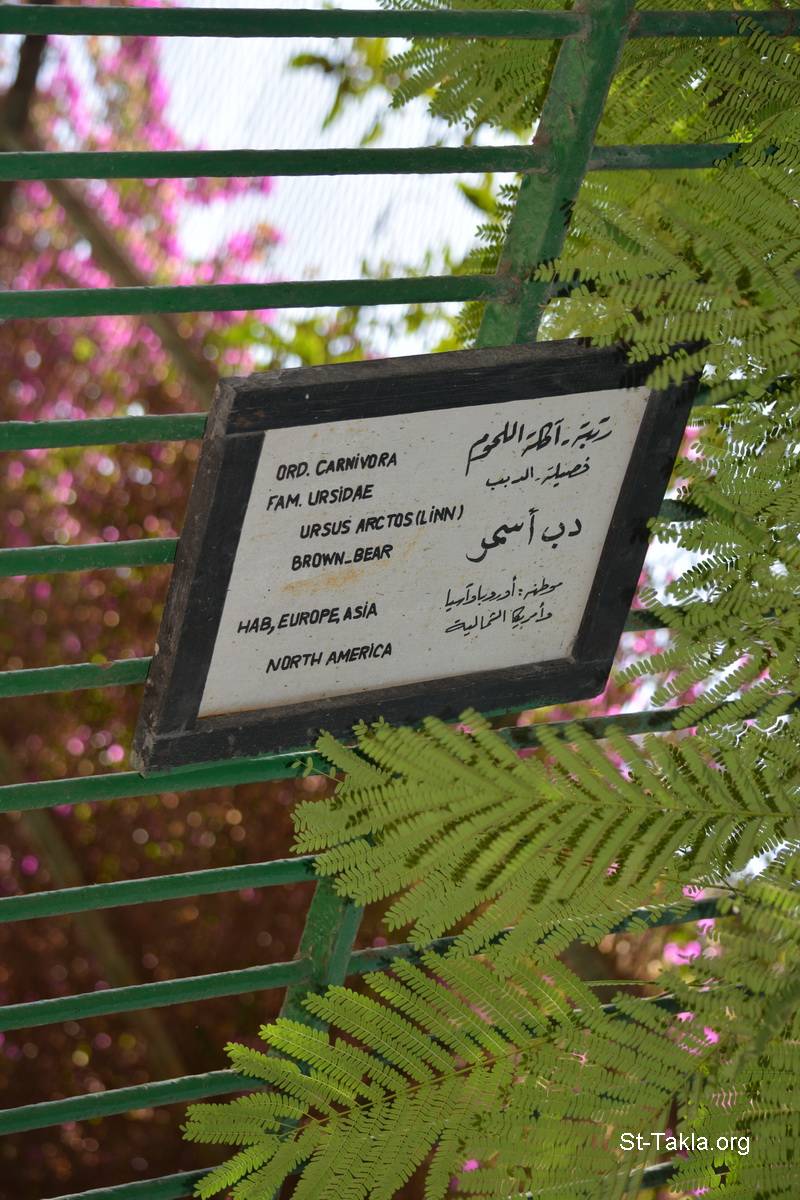 ORD. CARNIVORA
FAM. URSIDAE
URSUS ARCTOS (LINN)
BROWN_BEAR
HAB, EUROPE, ASIA
NORTH AMERICA
رتبة - آكلة اللحوم
فصيلة - الدبب
دب أسمر
موطنه : أوروبا وآسيا
وأمريكا الشمالية
St-Takla.org